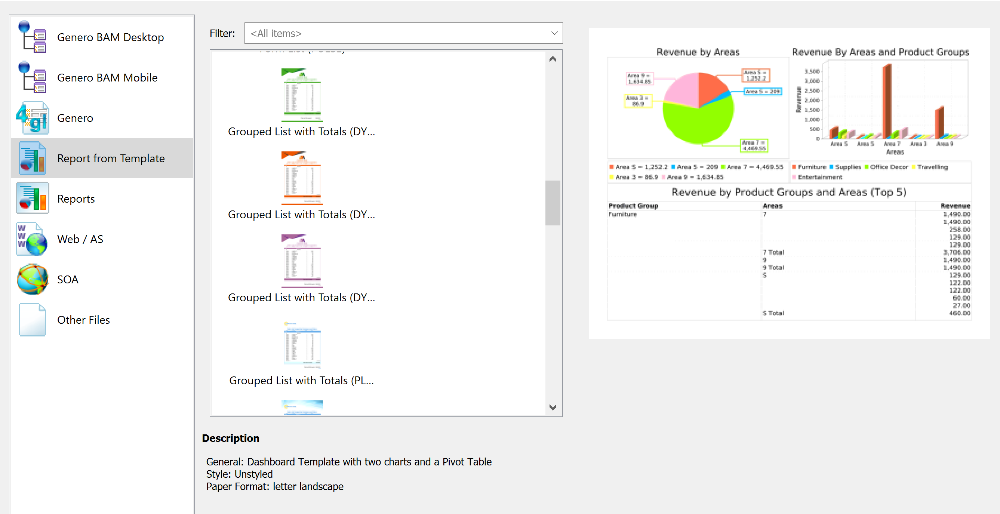 Genero BAM Desktop
Genero BAM Mobile
Genero
Report from Template
Reports
Web / AS
SOA
Other Files
Filter: <All items>
Grouped List with Totals (DY...
Grouped List with Totals (DY...
Grouped List with Totals (DY...
Grouped List with Totals (PL...
Description
General: Dashboard Template with two charts and a Pivot Table
Style: Unstyled
Paper Format: letter landscape
Revenue by Areas
Area 9 =
1,634.85
Area 3 =
86.9
Area 5 =
1,252.2
Area 5 = 209
Area 7 =
4,469.55
Area 5 = 1,252.2 Area 5 = 209 Area 7 = 4,469.55
Area 3 = 86.9 Area 9 = 1,634.85
Revenue By Areas and Product Groups
Revenue
3,500
3,000
2,500
2,000
1,500
1,000
500
0
Area 5 Area 5 Area 7 Area 3 Area 9
Areas
Furniture Supplies Office Decor Travelling
Entertainment
Revenue by Product Groups and Areas (Top 5)
Product Group Areas Revenue
Furniture 7 1,490.00
1,490.00
258.00
129.00
129.00
7 Total 3,706.00
9 1,490.00
9 Total 1,490.00
5 129.00
122.00
122.00
60.00
27.00
5 Total 460.00